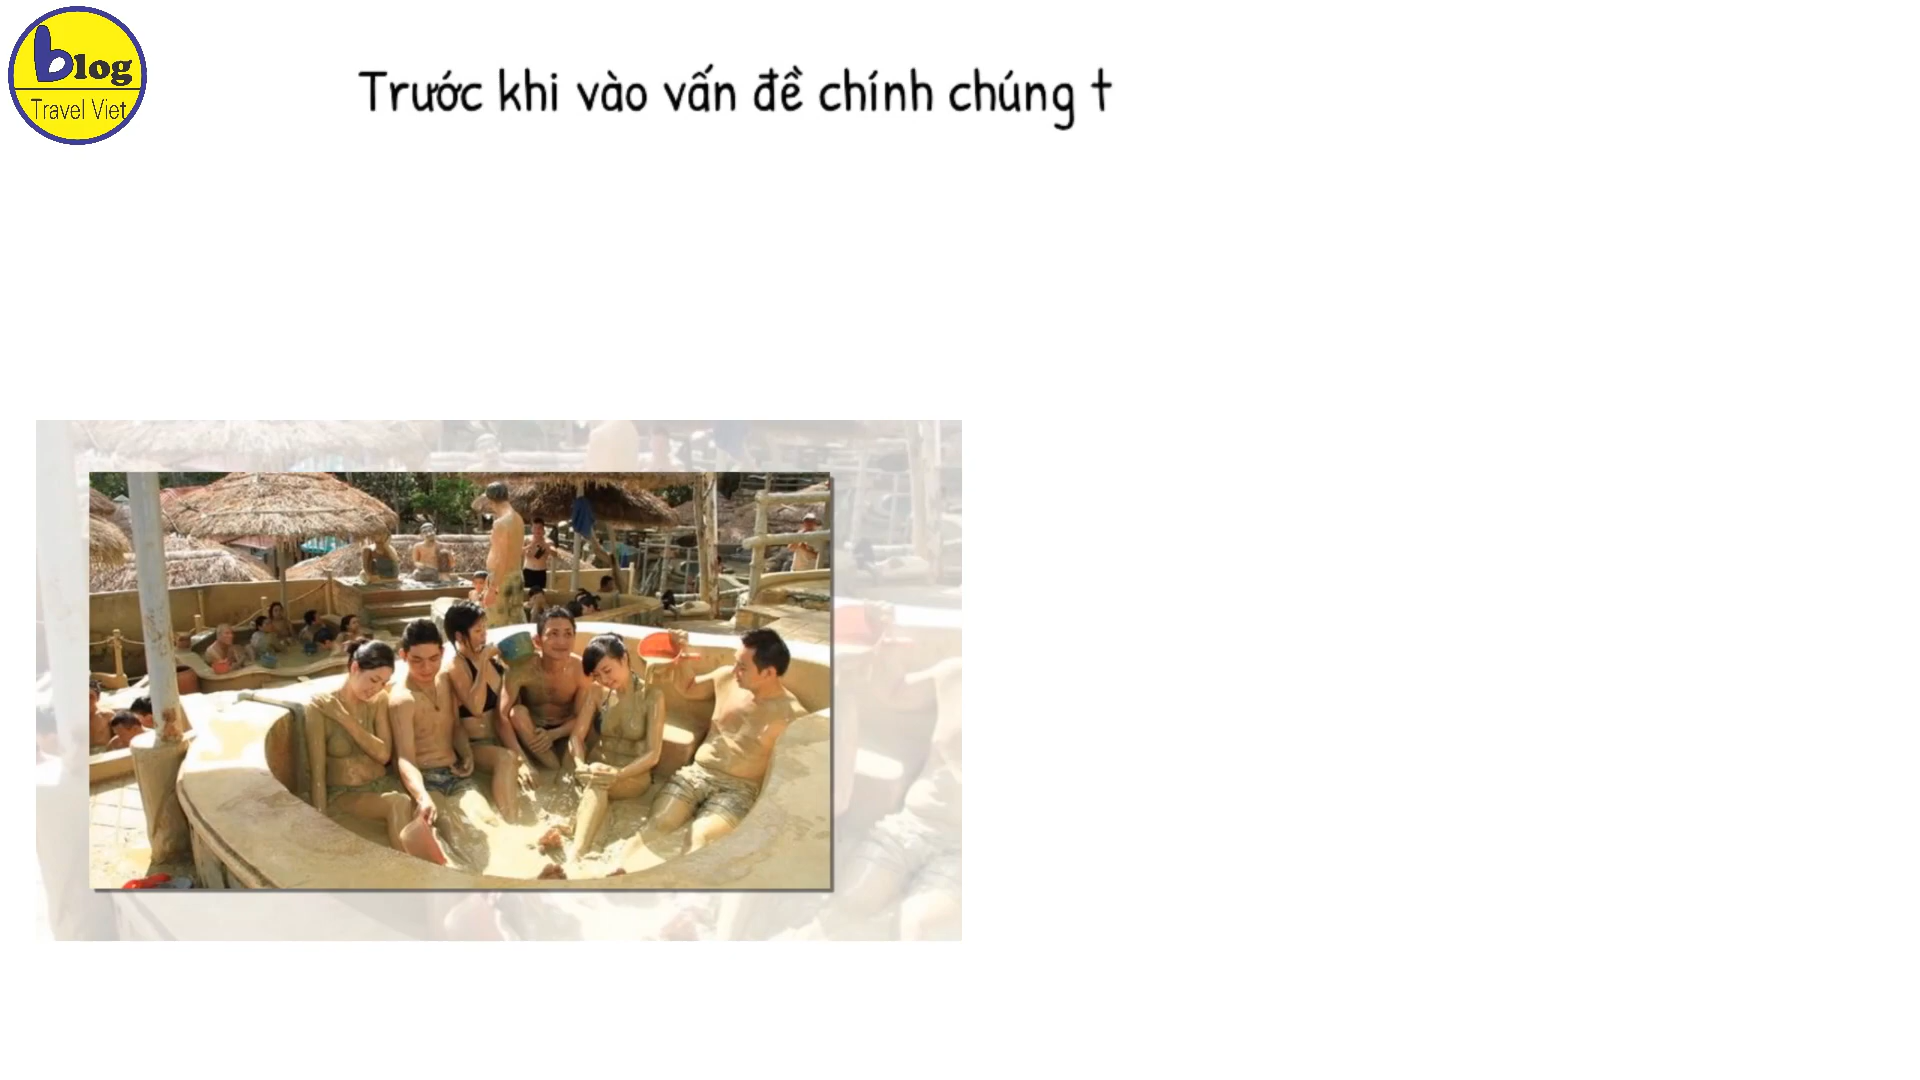 blog
Travel Viet
Trước khi vào vấn đề chính chúng t